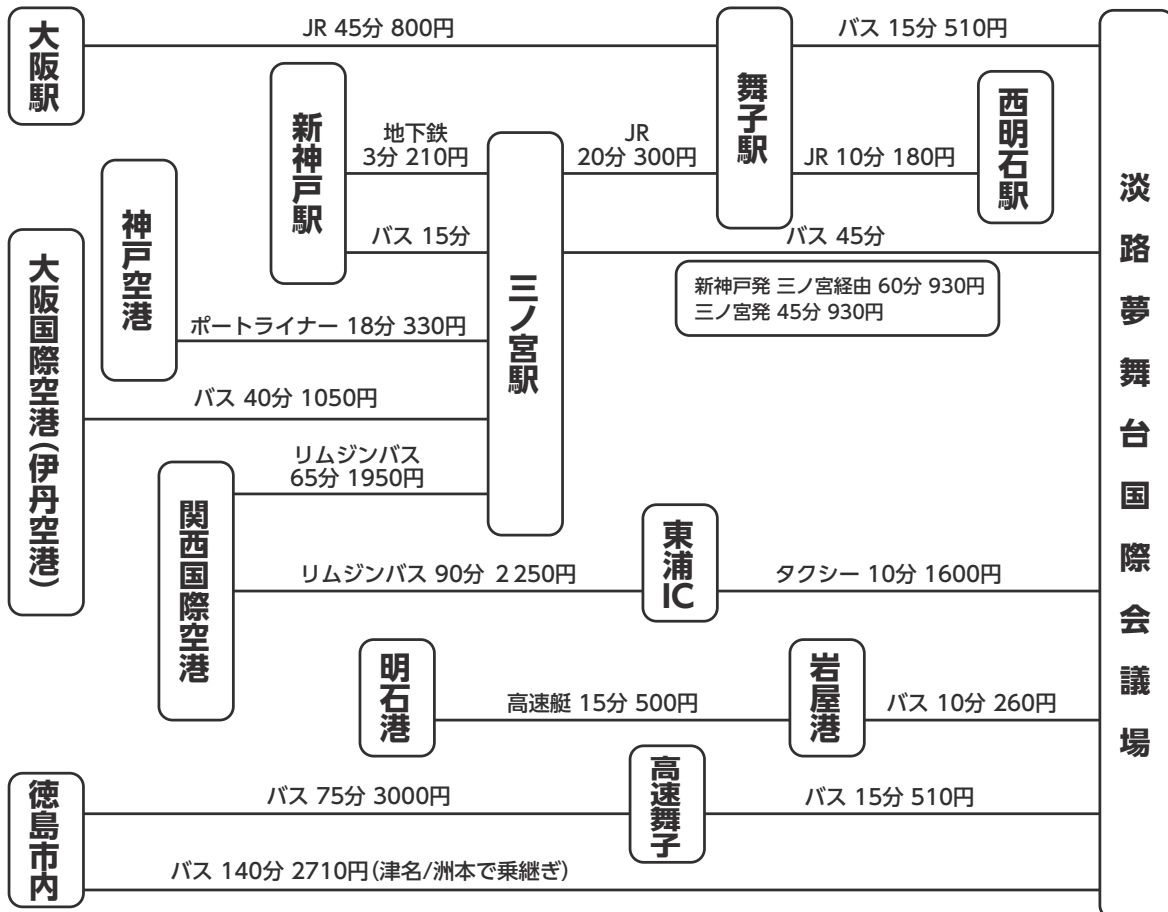 大阪駅
JR 45分 800円
舞子駅
バス 15分 510円
淡路夢舞台国際会議場
新神戸駅
地下鉄
3分 210円
JR
20分 300円
JR 10分 180円
西明石駅
神戸空港
バス 15分
三ノ宮駅
バス 45分
新神戸発 三ノ宮経由 60分 930円
三ノ宮発 45分 930円
大阪国際空港(伊丹空港)
ポートライナー 18分 330円
バス 40分 1050円
リムジンバス
65分 1950円
関西国際空港
リムジンバス 90分 2250円
東浦
IC
タクシー 10分 1600円
明石港
高速艇 15分 500円
岩屋港
バス 10分 260円
徳島市内
バス 75分 3000円
高速舞子
バス 15分 510円
バス 140分 2710円(津名/洲本で乗継ぎ)